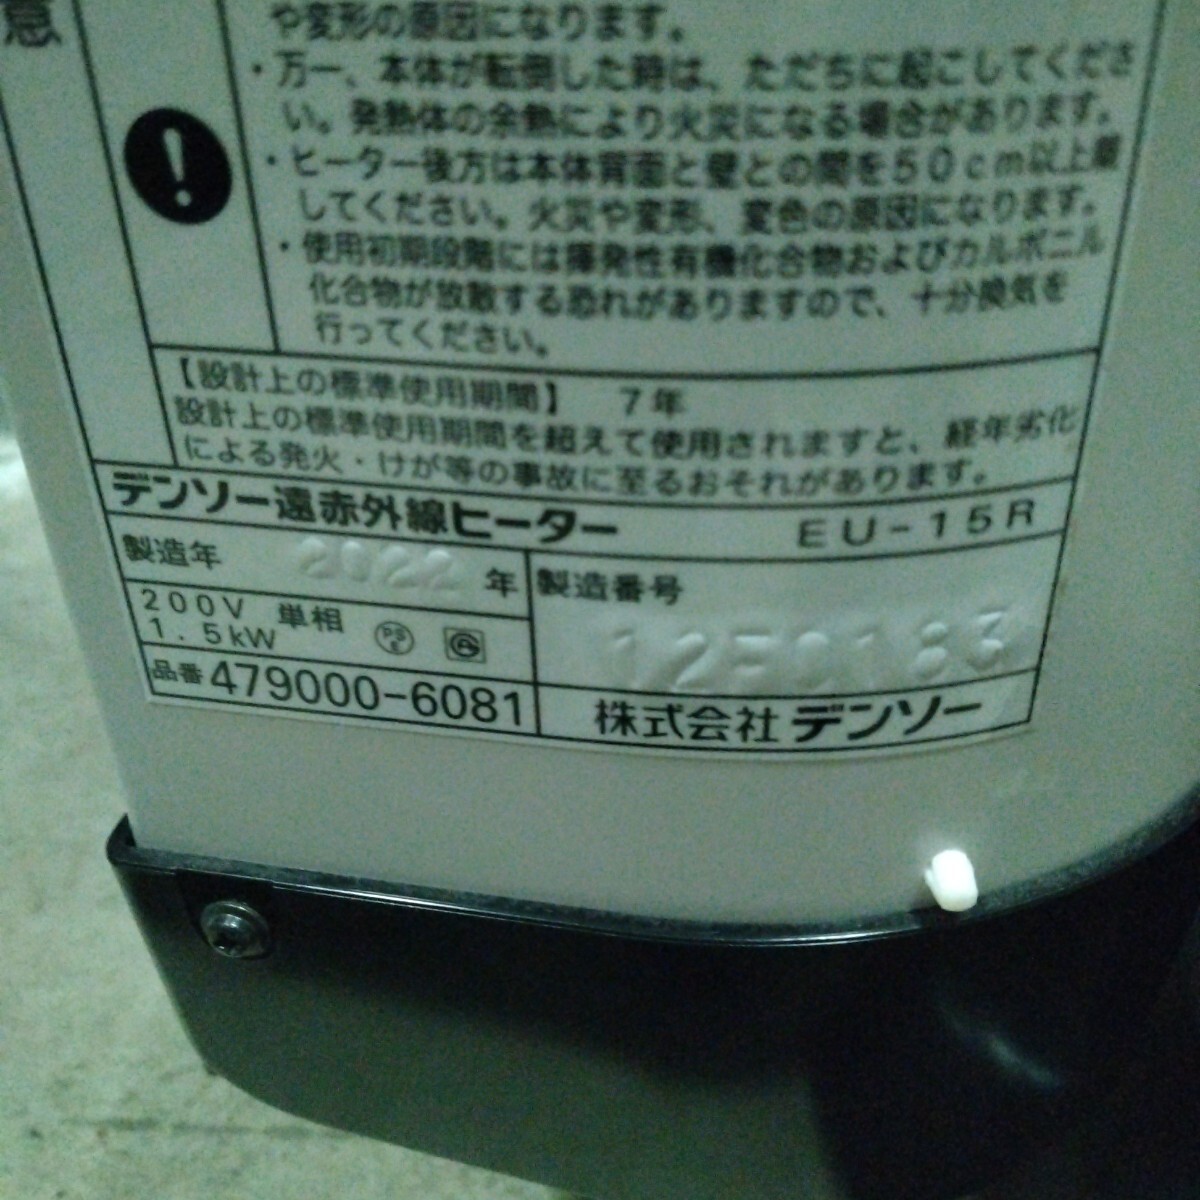 意
や変形の原因になります。
・万一、本体が転倒した時は、ただちに起こしてくださ
い。発熱体の余熱により火災になる場合があります。
・ヒーター後方は本体背面と壁との間を50cm以上離
してください。火災や変形、変色の原因になります。
・使用初期段階には揮発性有機化合物およびカルボニル
化合物が放散する恐れがありますので、十分換気を
行ってください。
【設計上の標準使用期間】 7年
設計上の標準使用期間を超えて使用されますと、経年劣化
による発火・けが等の事故に至るおそれがあります。
デンソー遠赤外線ヒーター EU-15R
製造年 2022 年
製造番号 12E0183
200V 単相
1.5kW
PS E
品番 479000-6081
株式会社 デンソー